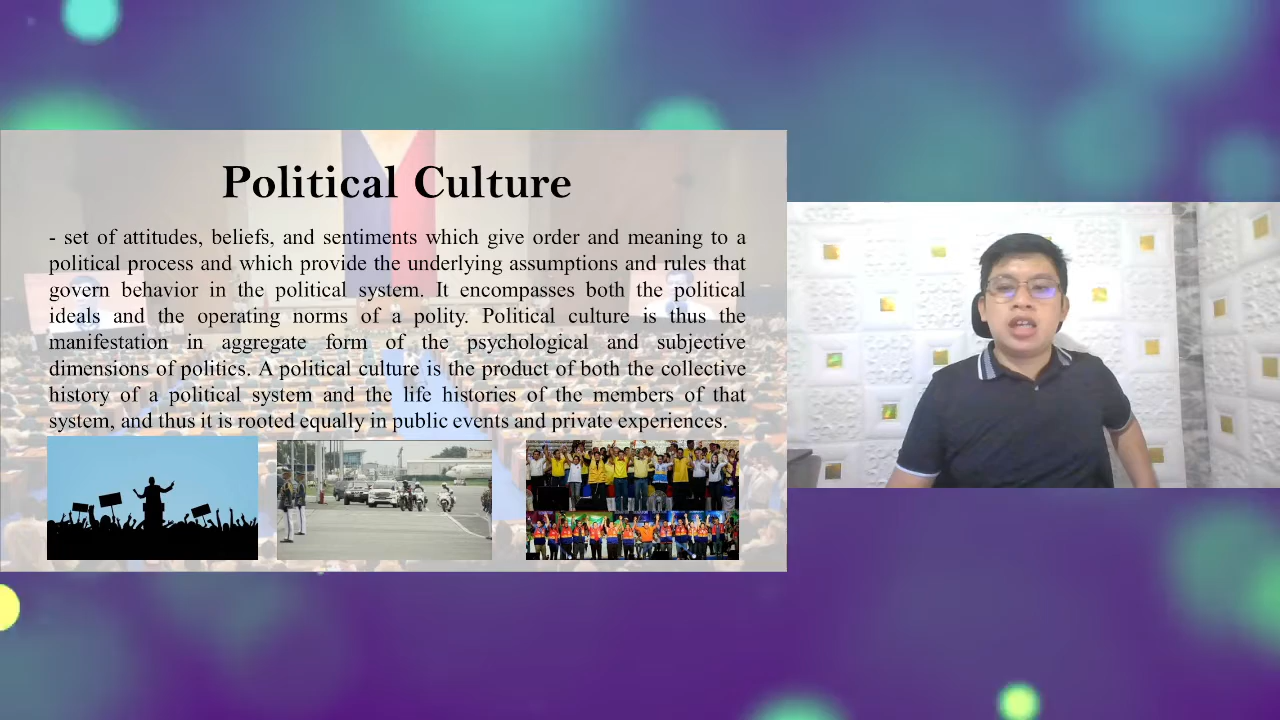 Political Culture
- set of attitudes, beliefs, and sentiments which give order and meaning to a
political process and which provide the underlying assumptions and rules that
govern behavior in the political system. It encompasses both the political
ideals and the operating norms of a polity. Political culture is thus the
manifestation in aggregate form of the psychological and subjective
dimensions of politics. A political culture is the product of both the collective
history of a political system and the life histories of the members of that
system, and thus it is rooted equally in public events and private experiences.